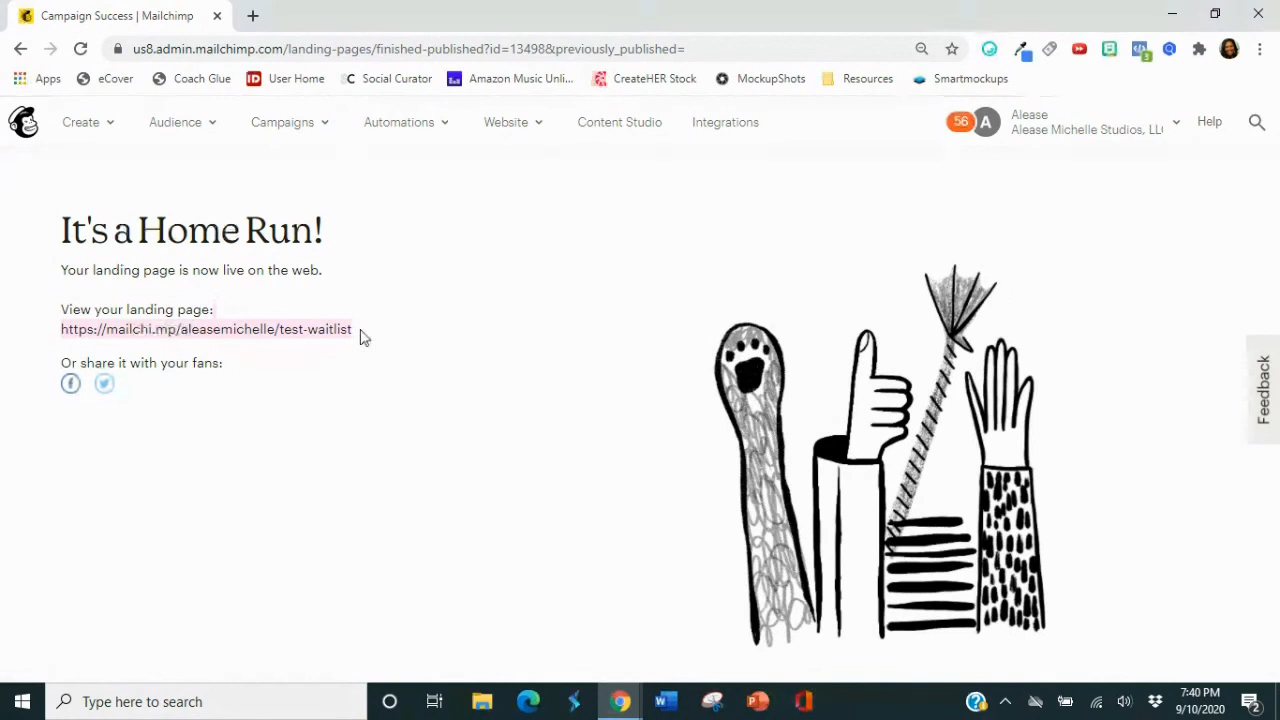 Campaign Success | Mailchimp
us8.admin.mailchimp.com/landing-pages/finished-published?id=13498&previously_published=
3
Apps eCover Coach Glue User Home Social Curator Amazon Music Unli... CreateHER Stock MockupShots Resources Smartmockups
Create Audience Campaigns Automations Website Content Studio Integrations 56 A Alease Help
Alease Michelle Studios, LLC
It's a Home Run!
Your landing page is now live on the web.
View your landing page:
https://mailchi.mp/aleasemichelle/test-waitlist
Or share it with your fans:
Feedback
Type here to search
7:40 PM
9/10/2020
2